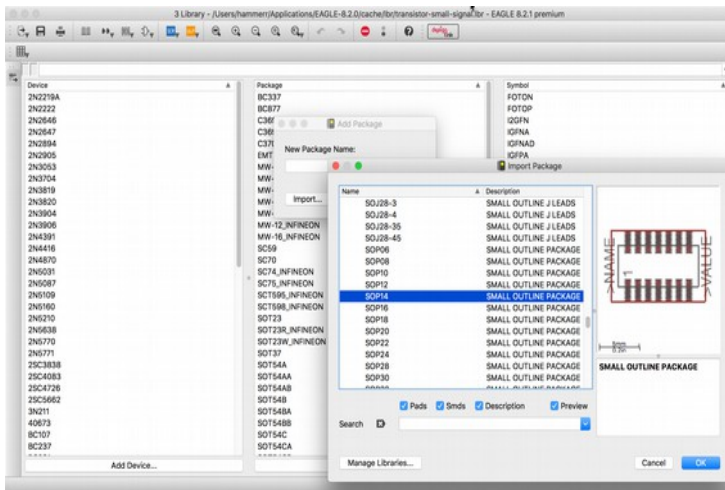 3 Library - /Users/hammerr/Applications/EAGLE-8.2.0/cache/lbr/transistor-small-signal.lbr - EAGLE 8.2.1 premium
Device
2N2219A
2N2222
2N2646
2N2647
2N2894
2N2905
2N3053
2N3704
2N3819
2N3820
2N3904
2N3906
2N4391
2N4416
2N4870
2N5031
2N5087
2N5109
2N5160
2N5210
2N5638
2N5770
2N5771
2SC3838
2SC4083
2SC4726
2SC5662
3N211
40673
BC107
BC237
Add Device...
Package
BC337
BC877
EMT
MW-12_INFINEON
MW-16_INFINEON
SC59
SC70
SC74_INFINEON
SC75_INFINEON
SCT595_INFINEON
SCT598_INFINEON
SOT23
SOT23R_INFINEON
SOT23W_INFINEON
SOT37
SOT54A
SOT54AA
SOT54AB
SOT54B
SOT54BA
SOT54BB
SOT54C
SOT54CA
Symbol
FOTON
FOTOP
I2GFN
IGFNA
IGFNAD
IGFPA
Add Package
New Package Name:
Import...
Import Package
Name Description
SOJ28-3 SMALL OUTLINE J LEADS
SOJ28-4 SMALL OUTLINE J LEADS
SOJ28-35 SMALL OUTLINE J LEADS
SOJ28-45 SMALL OUTLINE J LEADS
SOP06 SMALL OUTLINE PACKAGE
SOP08 SMALL OUTLINE PACKAGE
SOP10 SMALL OUTLINE PACKAGE
SOP12 SMALL OUTLINE PACKAGE
SOP14 SMALL OUTLINE PACKAGE
SOP16 SMALL OUTLINE PACKAGE
SOP18 SMALL OUTLINE PACKAGE
SOP20 SMALL OUTLINE PACKAGE
SOP22 SMALL OUTLINE PACKAGE
SOP24 SMALL OUTLINE PACKAGE
SOP28 SMALL OUTLINE PACKAGE
SOP30 SMALL OUTLINE PACKAGE
>NAME
1
>VALUE
5mm
0.2in
SMALL OUTLINE PACKAGE
Pads Smds Description Preview
Search
Manage Libraries...
Cancel OK